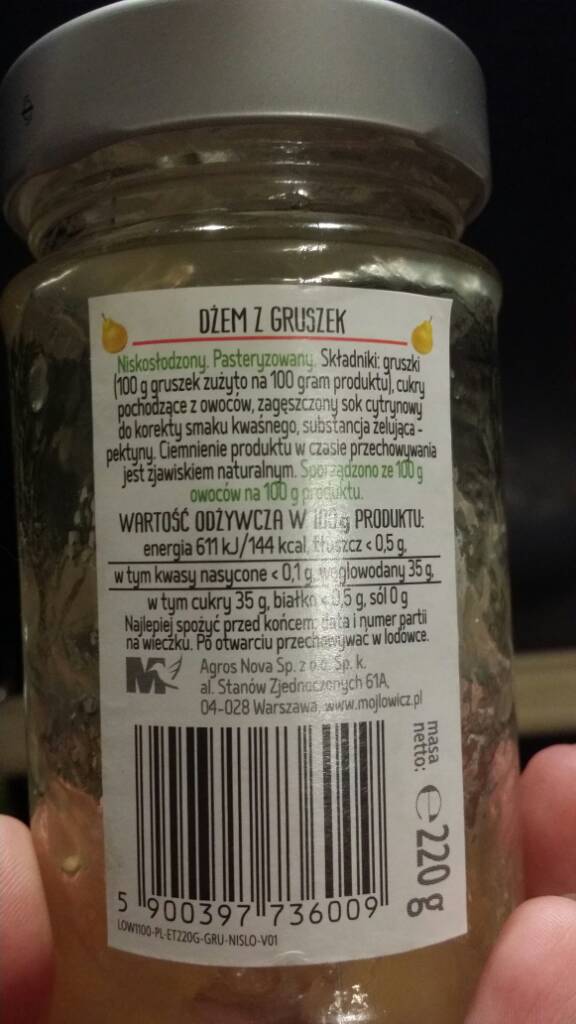 DŻEM Z GRUSZEK
Niskosłodzony. Pasteryzowany. Składniki: gruszki
(100 g gruszek zużyto na 100 gram produktu), cukry
pochodzące z owoców, zagęszczony sok cytrynowy
do korekty smaku kwaśnego, substancja żelująca -
pektyny. Ciemnienie produktu w czasie przechowywania
jest zjawiskiem naturalnym. Sporządzono ze 100 g
owoców na 100 g produktu.
WARTOŚĆ ODŻYWCZA W 100 g PRODUKTU:
energia 611 kJ/144 kcal, tłuszcz < 0,5 g,
w tym kwasy nasycone < 0,1 g, węglowodany 35 g,
w tym cukry 35 g, białko < 0,5 g, sól 0 g
Najlepiej spożyć przed końcem: data i numer partii
na wieczku. Po otwarciu przechowywać w lodówce.
Agros Nova Sp. z o.o. Sp. k.
al. Stanów Zjednoczonych 61A,
04-028 Warszawa, www.mojlowicz.pl
masa
netto:
e 220 g
5 900397 736009
LOW1100-PL-ET220G-GRU-NISLO-V01